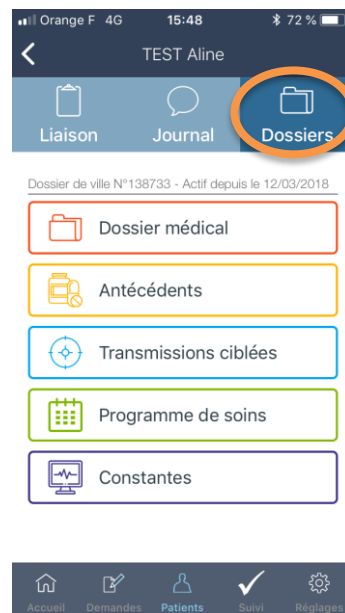 Orange F 4G 15:48 72 %
TEST Aline
Liaison Journal Dossiers
Dossier de ville N°138733 - Actif depuis le 12/03/2018
Dossier médical
Antécédents
Transmissions ciblées
Programme de soins
Constantes
Accueil Demandes Patients Suivi Réglages